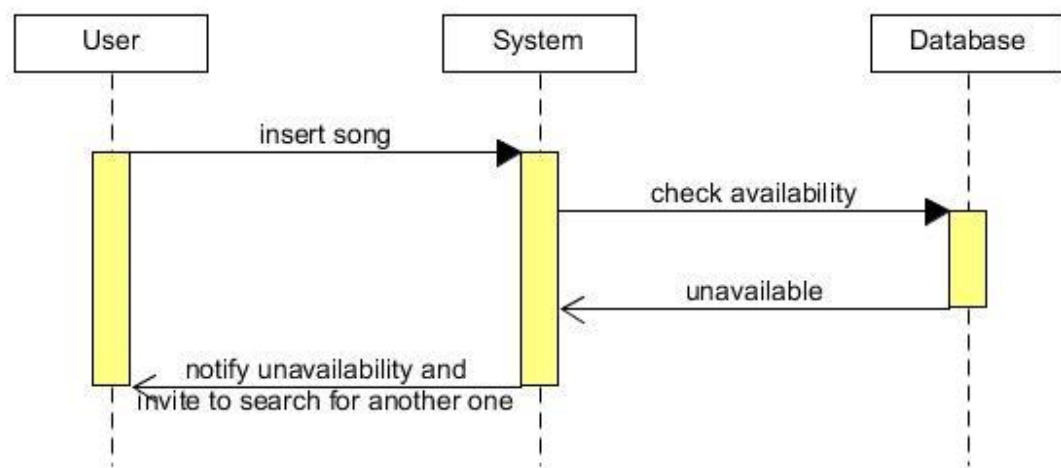 User
System
Database
insert song
check availability
unavailable
notify unavailability and
invite to search for another one